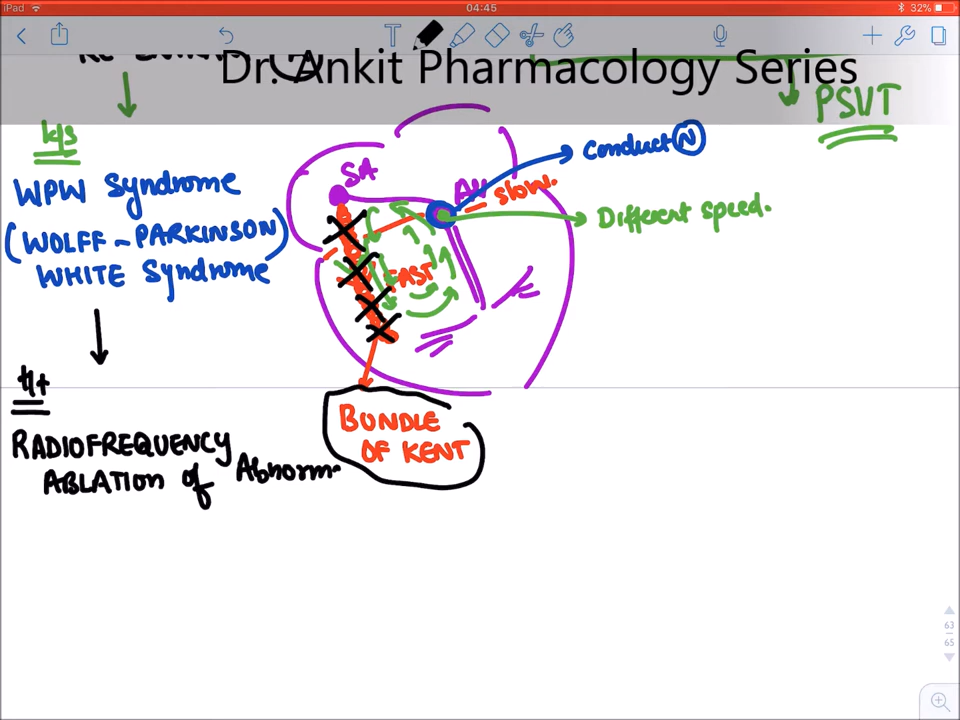 iPad 04:45 32%
T
Dr. Ankit Pharmacology Series
PSVT
k/s
WPW Syndrome
(WOLFF-PARKINSON)
WHITE Syndrome
SA
AV
slow.
Conduct N
Different speed.
FAST
BUNDLE
OF KENT
RADIOFREQUENCY
ABLATION of Abnorm
63
65